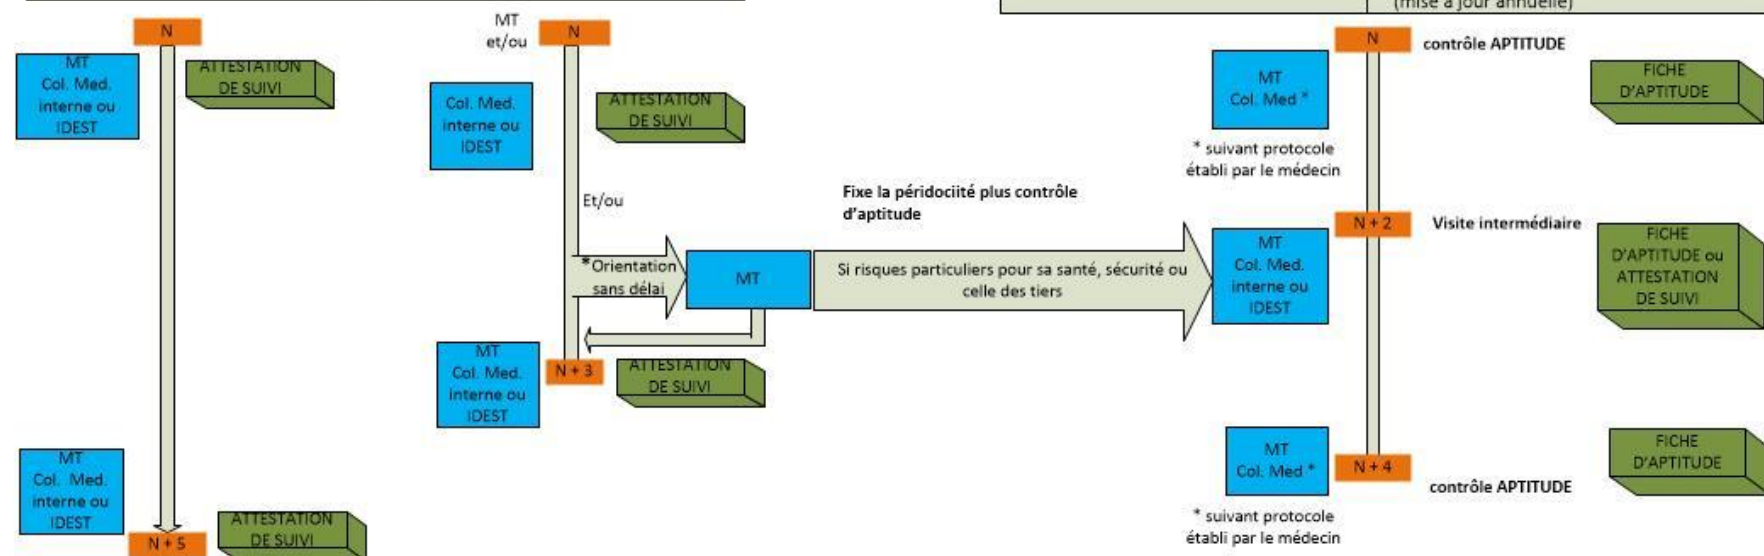 (mise à jour annuelle)
N
MT
Col. Med.
interne ou
IDEST
ATTESTATION
DE SUIVI
MT
Col. Med.
interne ou
IDEST
N + 5
ATTESTATION
DE SUIVI
MT
et/ou
N
Col. Med.
interne ou
IDEST
ATTESTATION
DE SUIVI
Et/ou
*Orientation
sans délai
MT
MT
Col. Med.
interne ou
IDEST
N + 3
ATTESTATION
DE SUIVI
Fixe la péridociité plus contrôle
d'aptitude
Si risques particuliers pour sa santé, sécurité ou
celle des tiers
N
contrôle APTITUDE
MT
Col. Med *
* suivant protocole
établi par le médecin
FICHE
D'APTITUDE
N + 2
Visite intermédiaire
MT
Col. Med.
interne ou
IDEST
FICHE
D'APTITUDE ou
ATTESTATION
DE SUIVI
MT
Col. Med *
N + 4
contrôle APTITUDE
* suivant protocole
établi par le médecin
FICHE
D'APTITUDE